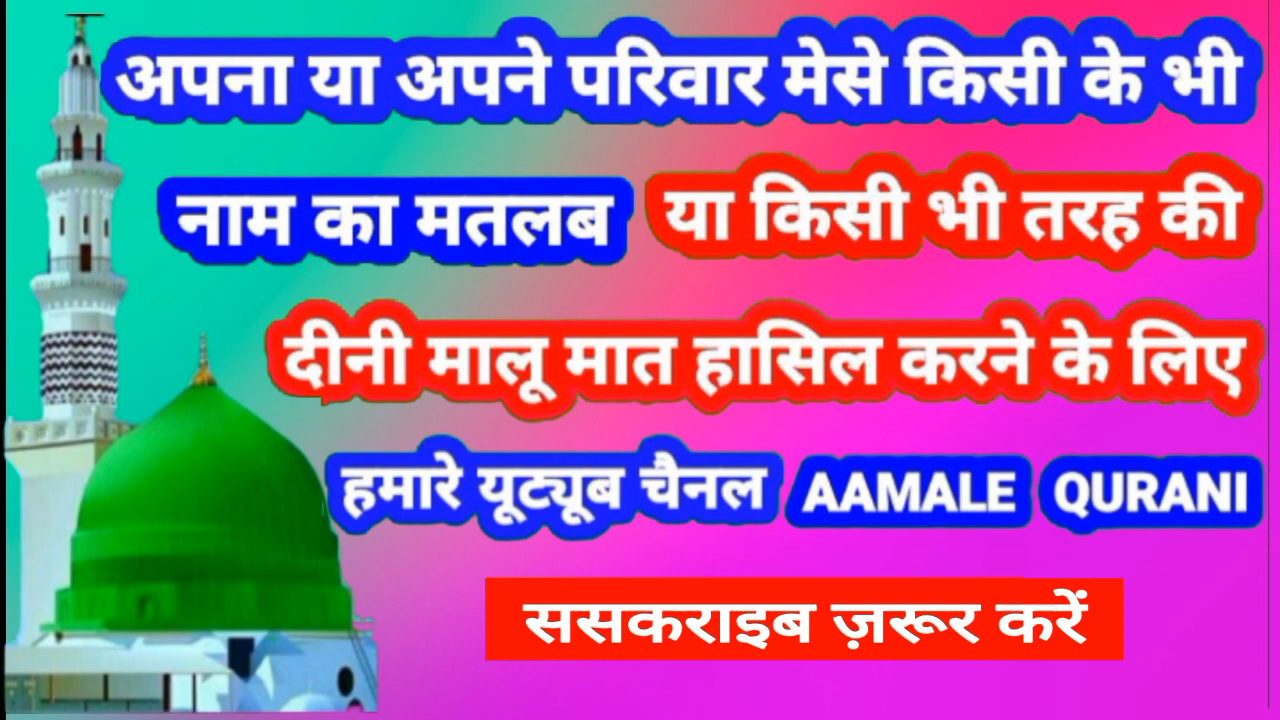 अपना या अपने परिवार मेसे किसी के भी
नाम का मतलब या किसी भी तरह की
दीनी मालू मात हासिल करने के लिए
हमारे यूट्यूब चैनल AAMALE QURANI
ससकराइब ज़रूर करें